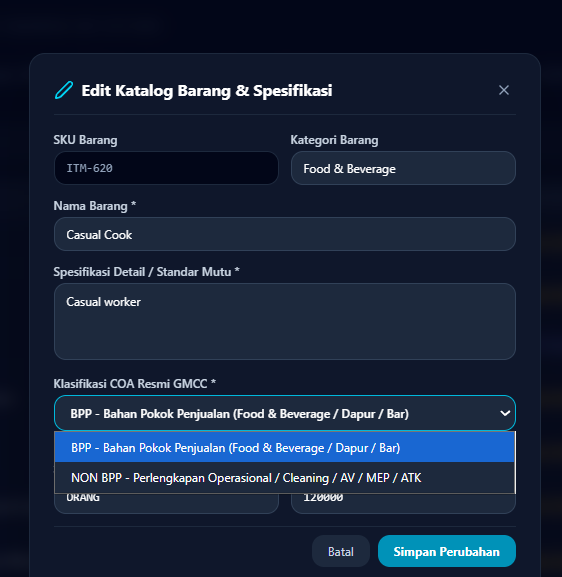 Edit Katalog Barang & Spesifikasi
SKU Barang
Kategori Barang
ITM-620
Food & Beverage
Nama Barang *
Casual Cook
Spesifikasi Detail / Standar Mutu *
Casual worker
Klasifikasi COA Resmi GMCC *
BPP - Bahan Pokok Penjualan (Food & Beverage / Dapur / Bar)
BPP - Bahan Pokok Penjualan (Food & Beverage / Dapur / Bar)
NON BPP - Perlengkapan Operasional / Cleaning / AV / MEP / ATK
ORANG
120000
Batal
Simpan Perubahan